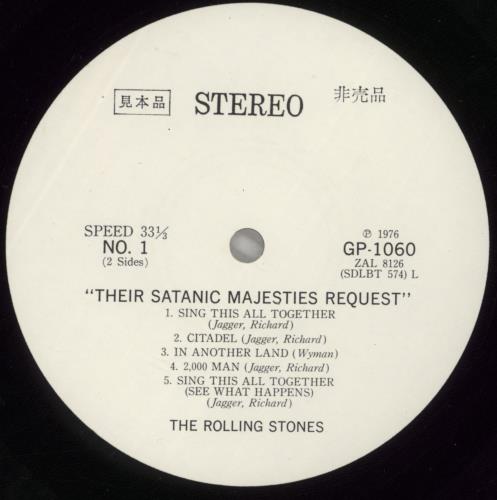 見本品 STEREO 非売品
SPEED 33⅓
NO. 1
(2 Sides)
Ⓟ 1976
GP-1060
ZAL 8126
(SDLBT 574) L
"THEIR SATANIC MAJESTIES REQUEST"
1. SING THIS ALL TOGETHER
(Jagger, Richard)
2. CITADEL (Jagger, Richard)
3. IN ANOTHER LAND (Wyman)
4. 2,000 MAN (Jagger, Richard)
5. SING THIS ALL TOGETHER
(SEE WHAT HAPPENS)
(Jagger, Richard)
THE ROLLING STONES